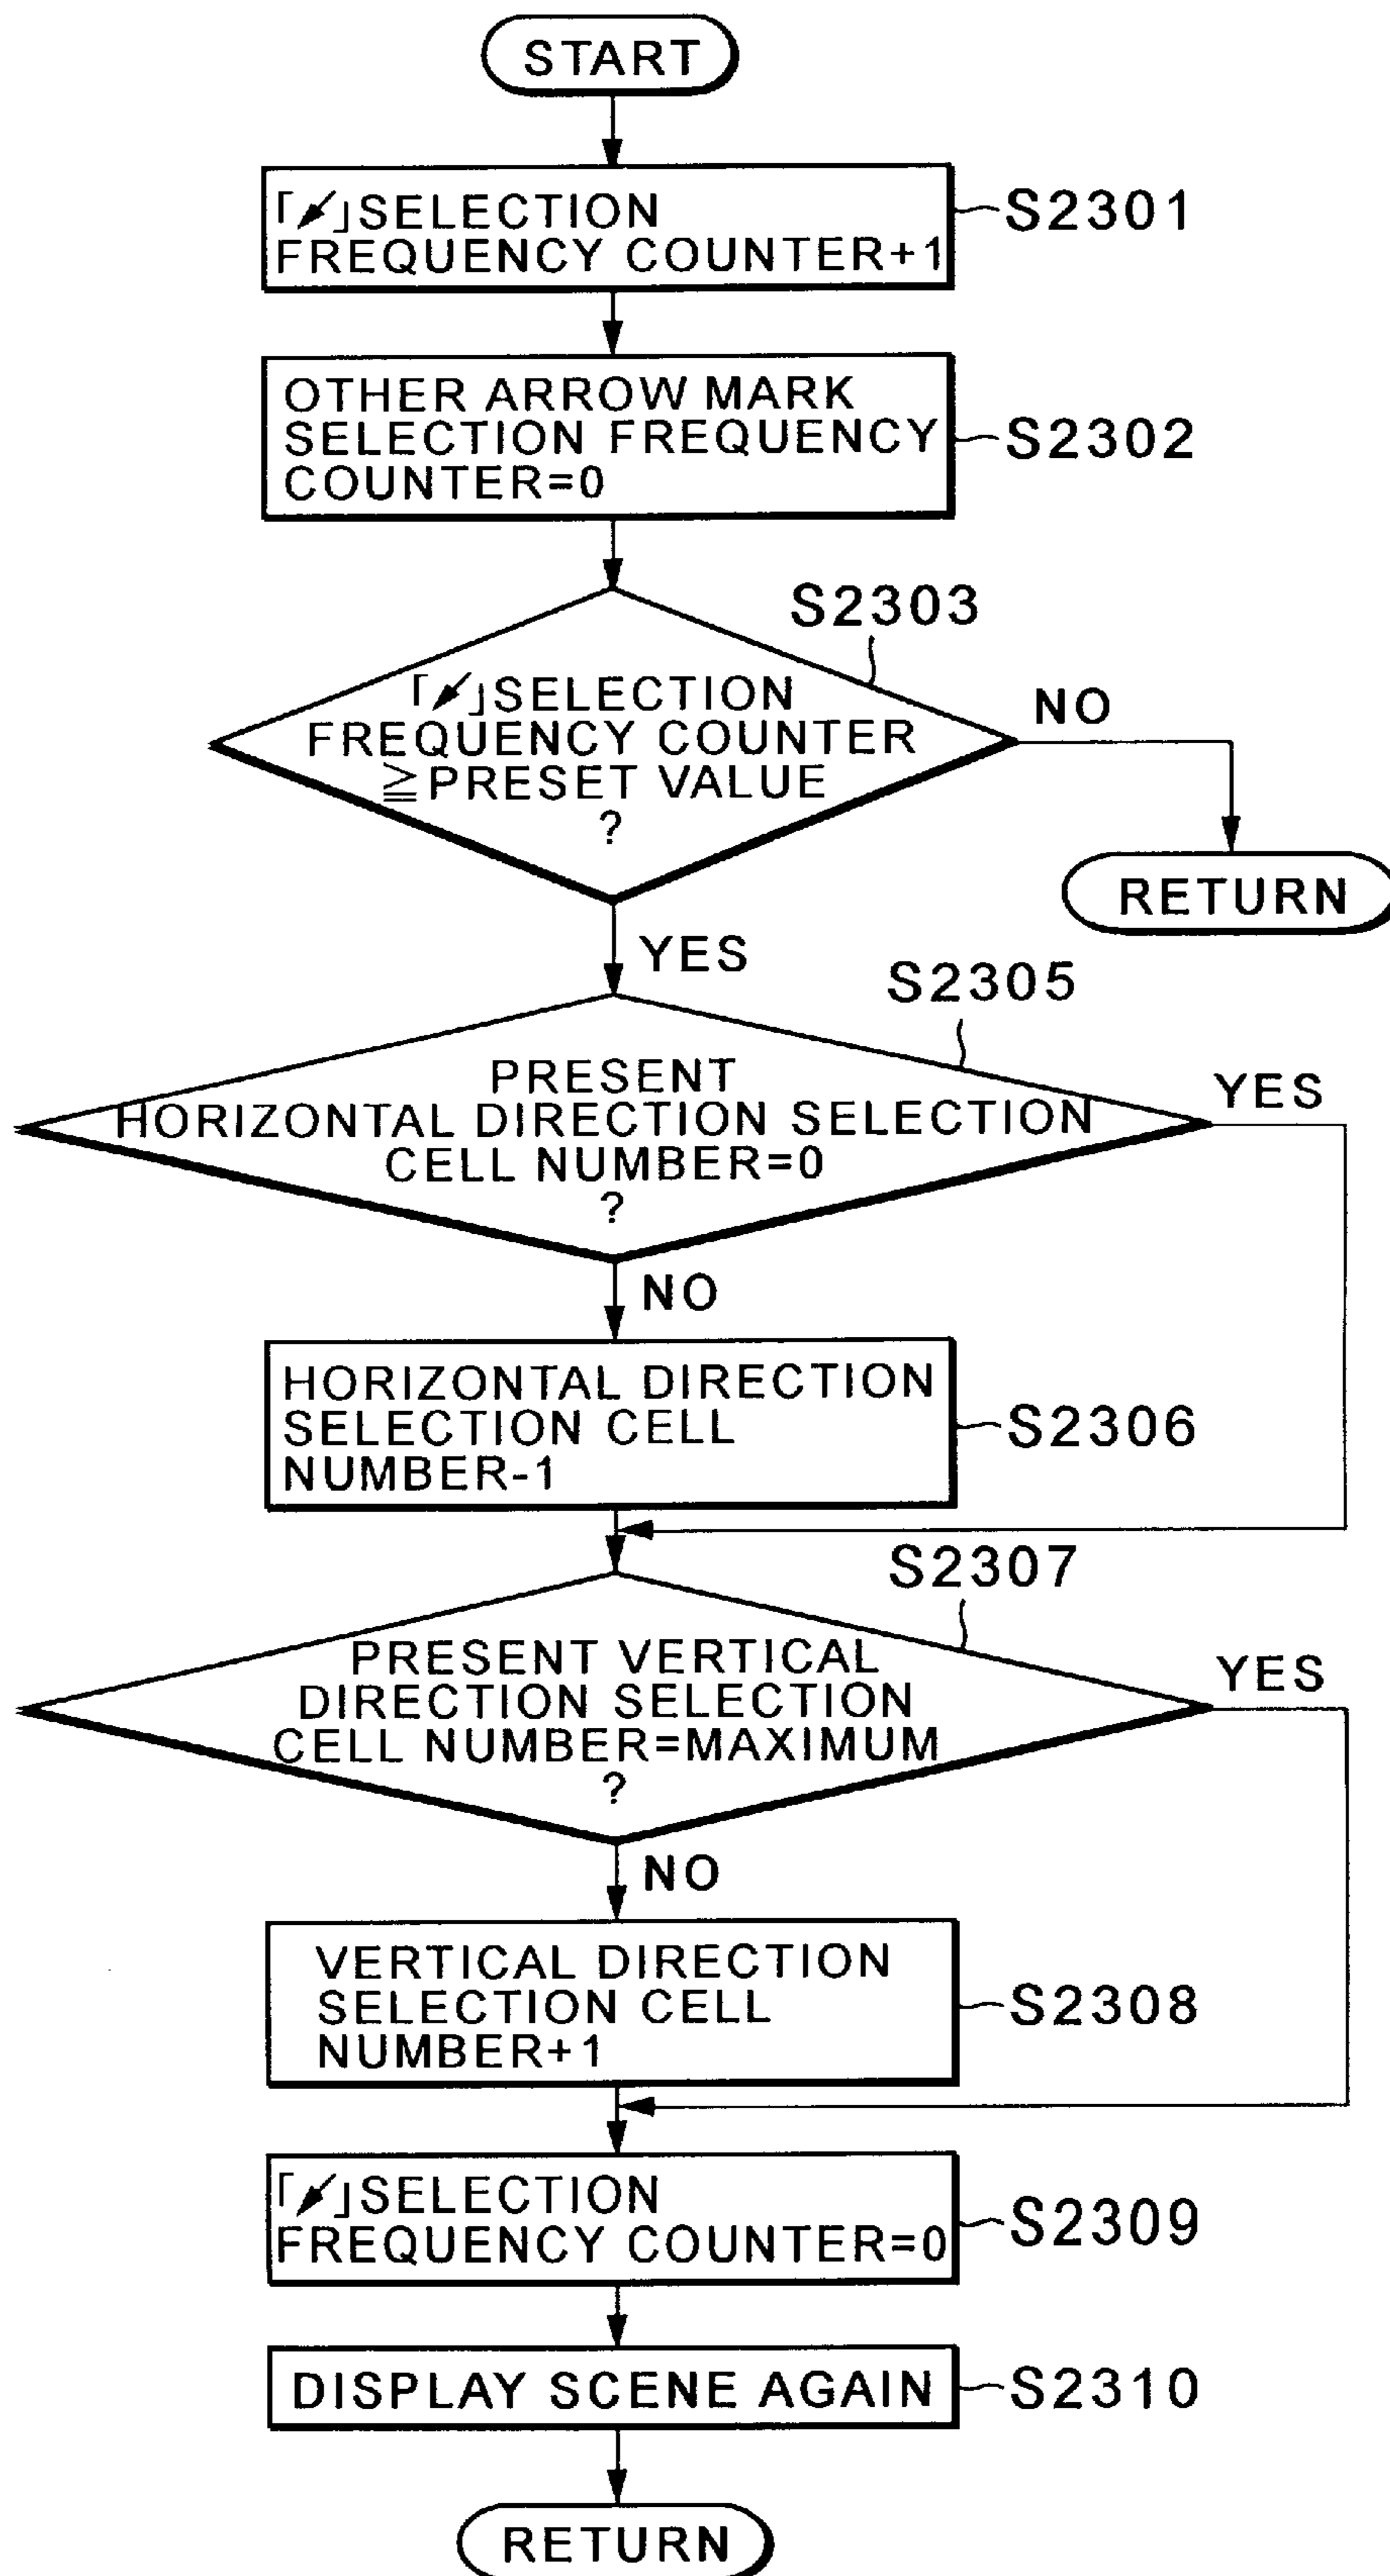 START
「↙」SELECTION
FREQUENCY COUNTER+1
S2301
OTHER ARROW MARK
SELECTION FREQUENCY
COUNTER=0
S2302
S2303
「↙」SELECTION
FREQUENCY COUNTER
≧PRESET VALUE
?
NO
RETURN
YES
S2305
PRESENT
HORIZONTAL DIRECTION SELECTION
CELL NUMBER=0
?
YES
NO
HORIZONTAL DIRECTION
SELECTION CELL
NUMBER-1
S2306
S2307
PRESENT VERTICAL
DIRECTION SELECTION
CELL NUMBER=MAXIMUM
?
YES
NO
VERTICAL DIRECTION
SELECTION CELL
NUMBER+1
S2308
「↙」SELECTION
FREQUENCY COUNTER=0
S2309
DISPLAY SCENE AGAIN
S2310
RETURN